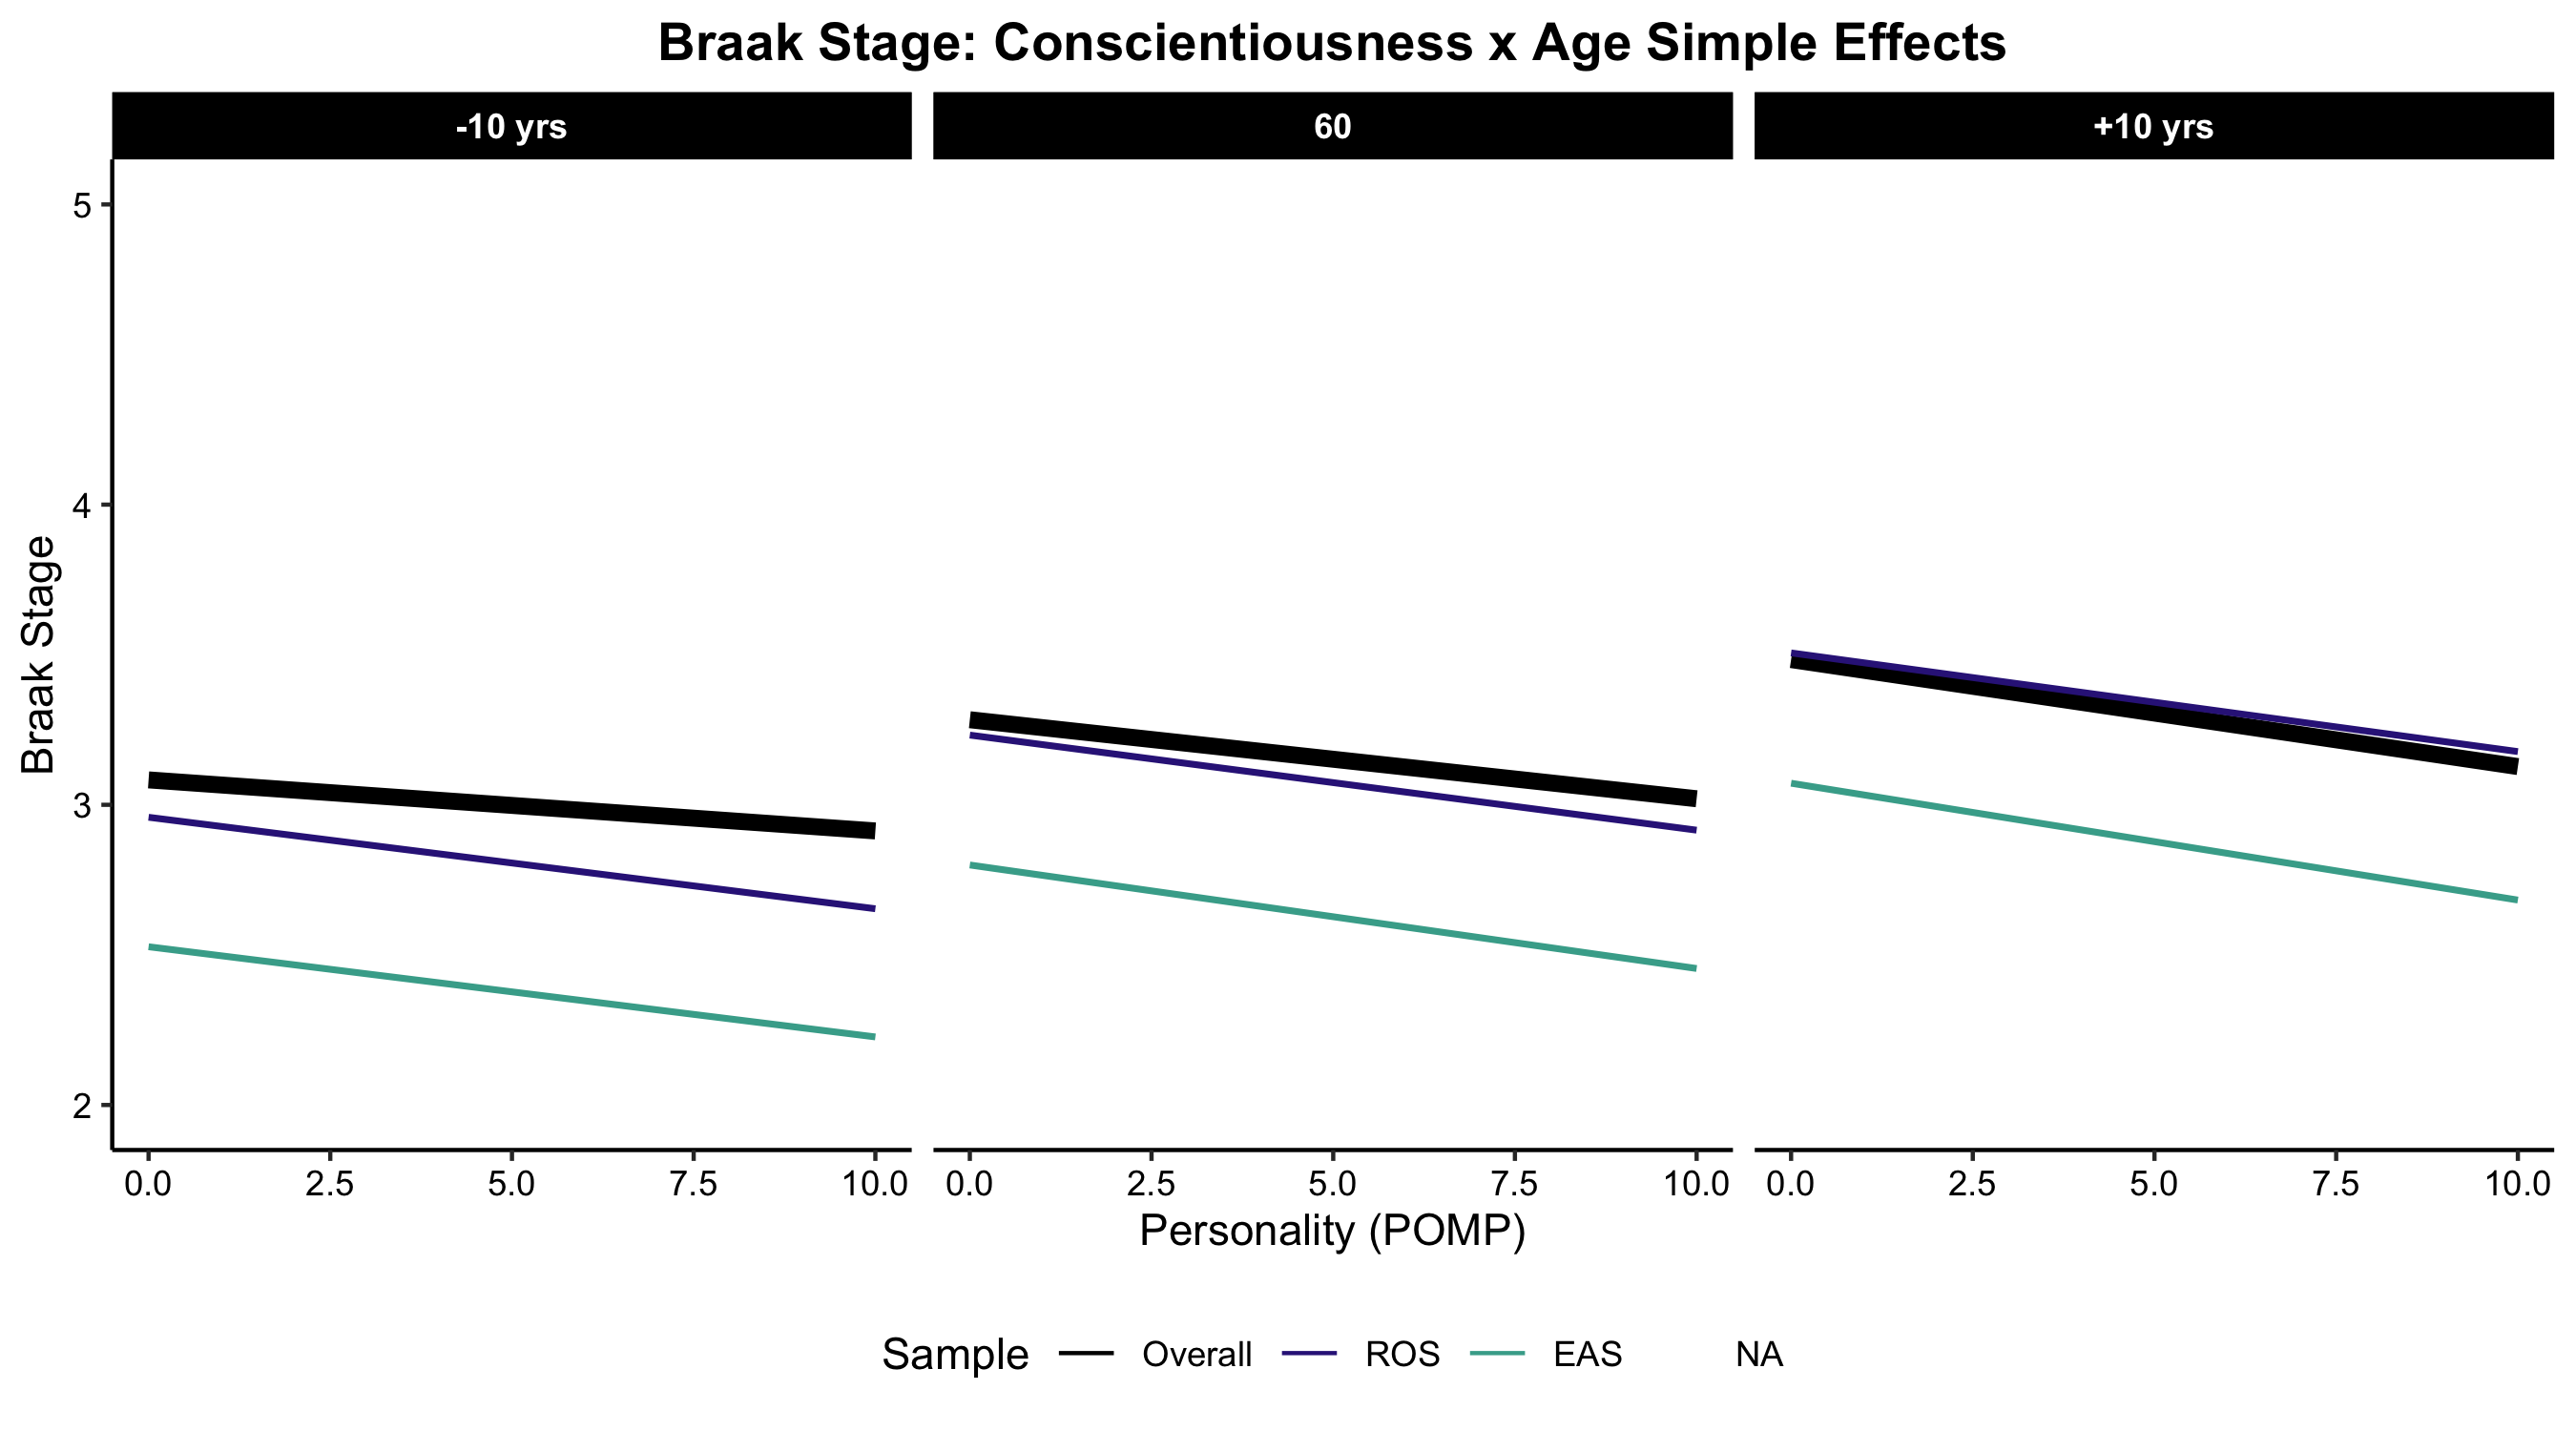 Braak Stage: Conscientiousness x Age Simple Effects
-10 yrs 60 +10 yrs
Braak Stage
5
4
3
2
0.0 2.5 5.0 7.5 10.0 0.0 2.5 5.0 7.5 10.0 0.0 2.5 5.0 7.5 10.0
Personality (POMP)
Sample Overall ROS EAS NA